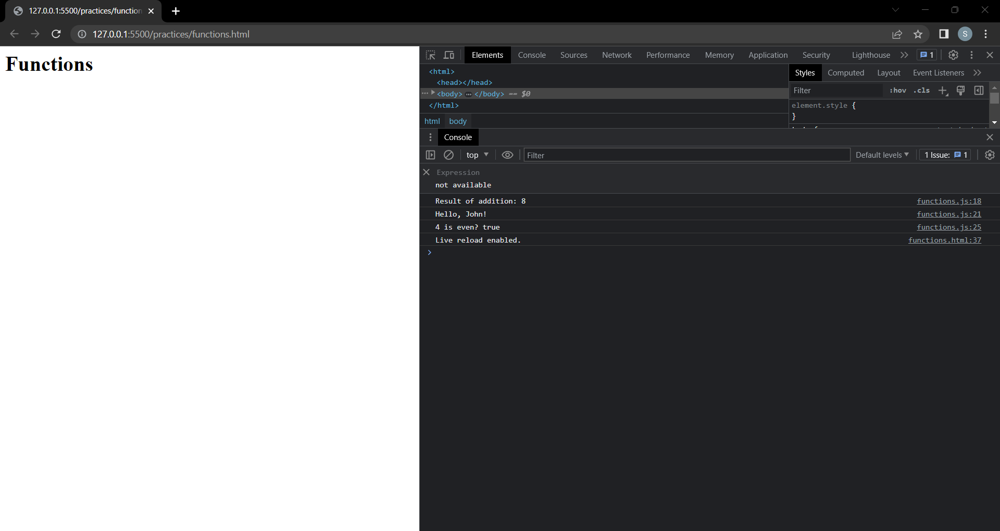 127.0.0.1:5500/practices/function
127.0.0.1:5500/practices/functions.html
S
Functions
Elements Console Sources Network Performance Memory Application Security Lighthouse 1
<html>
<head></head>
<body> … </body> == $0
</html>
html body
Styles Computed Layout Event Listeners
Filter :hov .cls
element.style {
}
Console
top Filter Default levels 1 Issue: 1
Expression
not available
Result of addition: 8 functions.js:18
Hello, John! functions.js:21
4 is even? true functions.js:25
Live reload enabled. functions.html:37